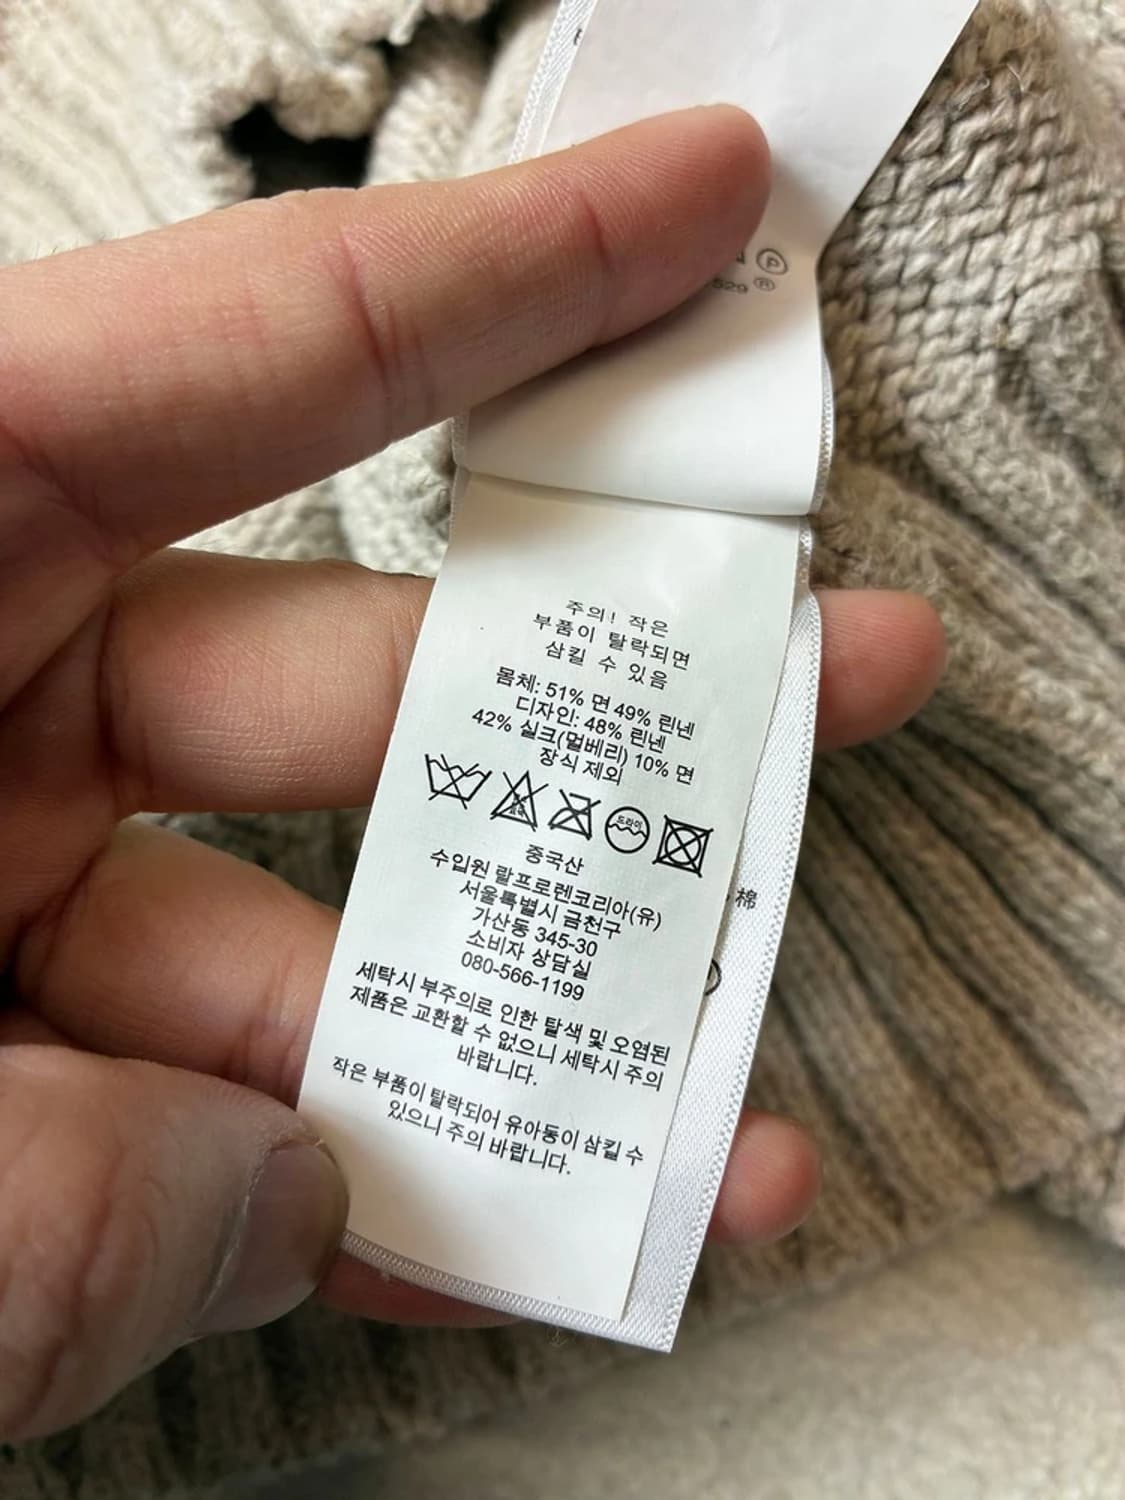 P
529 ®
주의! 작은
부품이 탈락되면
삼킬 수 있음
몸체: 51% 면 49% 린넨
디자인: 48% 린넨
42% 실크(멀베리) 10% 면
장식 제외
드라이
중국산
수입원 랄프로렌코리아(유)
서울특별시 금천구
가산동 345-30
소비자 상담실
080-566-1199
세탁시 부주의로 인한 탈색 및 오염된
제품은 교환할 수 없으니 세탁시 주의
바랍니다.
작은 부품이 탈락되어 유아동이 삼킬 수
있으니 주의 바랍니다.
棉